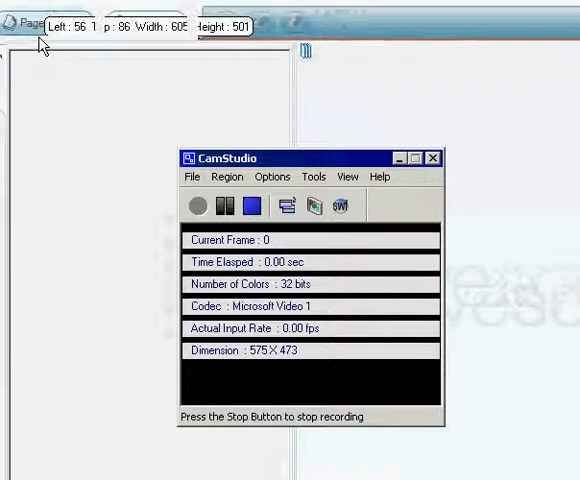 Page
Left : 56 T p : 86 Width : 605 Height : 501
CamStudio
File Region Options Tools View Help
SWF
Current Frame : 0
Time Elasped : 0.00 sec
Number of Colors : 32 bits
Codec : Microsoft Video 1
Actual Input Rate : 0.00 fps
Dimension : 575 X 473
Press the Stop Button to stop recording